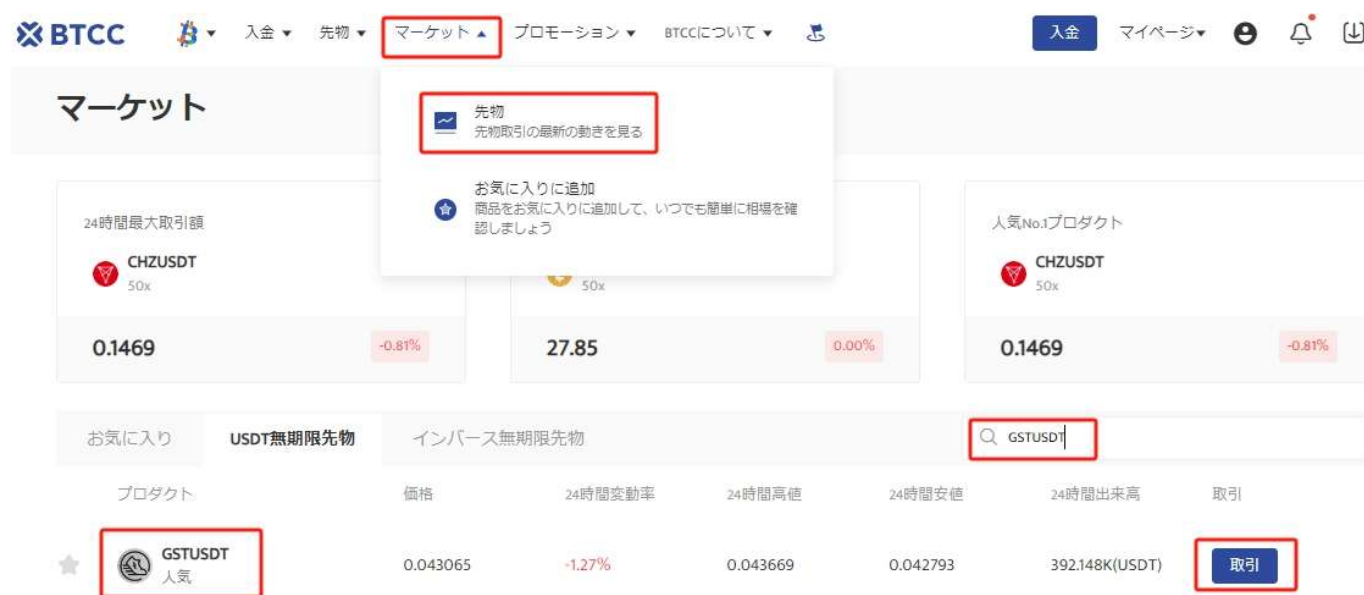 BTCC 入金 先物 マーケット プロモーション BTCCについて 入金 マイページ
マーケット
先物
先物取引の最新の動きを見る
お気に入りに追加
商品をお気に入りに追加して、いつでも簡単に相場を確
認しましょう
24時間最大取引額
CHZUSDT
50x
0.1469 -0.81%
50x
27.85 0.00%
人気No.1プロダクト
CHZUSDT
50x
0.1469 -0.81%
お気に入り USDT無期限先物 インバース無期限先物 GSTUSDT
プロダクト 価格 24時間変動率 24時間高値 24時間安値 24時間出来高 取引
GSTUSDT
人気
0.043065 -1.27% 0.043669 0.042793 392.148K(USDT) 取引